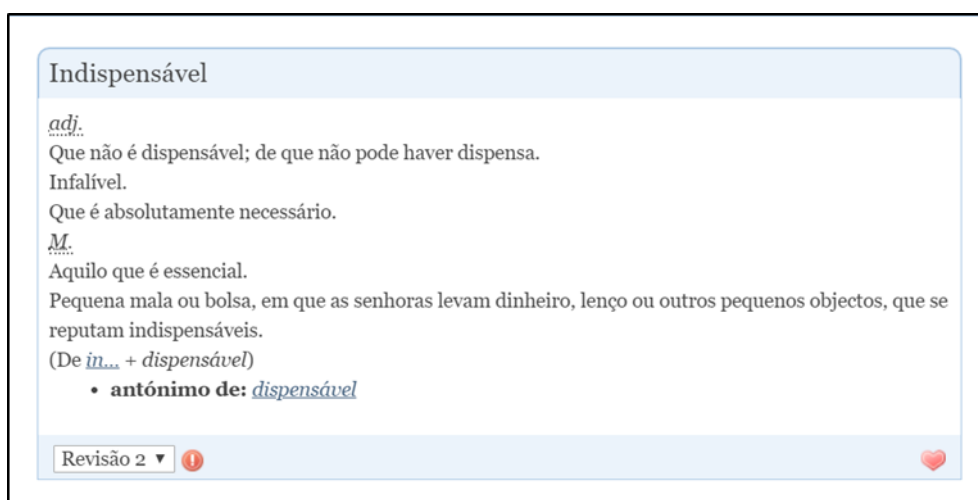 Indispensável
adj.
Que não é dispensável; de que não pode haver dispensa.
Infalível.
Que é absolutamente necessário.
M.
Aquilo que é essencial.
Pequena mala ou bolsa, em que as senhoras levam dinheiro, lenço ou outros pequenos objectos, que se
reputam indispensáveis.
(De in... + dispensável)
• antónimo de: dispensável
Revisão 2 ▼